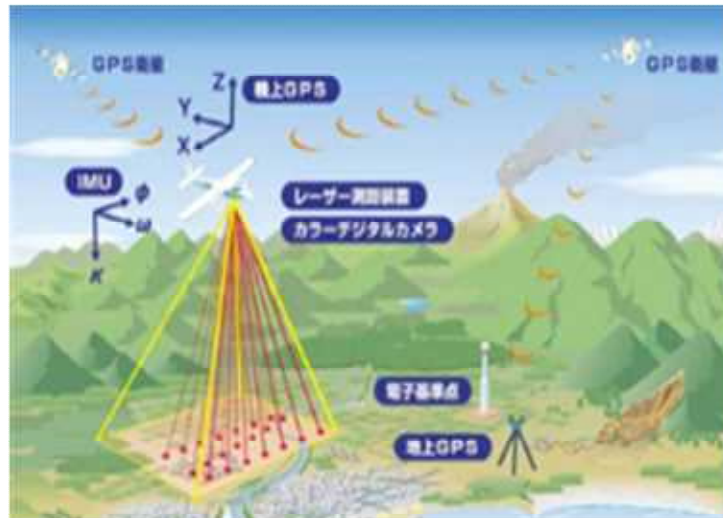 GPS衛星
GPS衛星
Z
機上GPS
Y
X
IMU
φ
ω
κ
レーザー測距装置
カラーデジタルカメラ
電子基準点
地上GPS